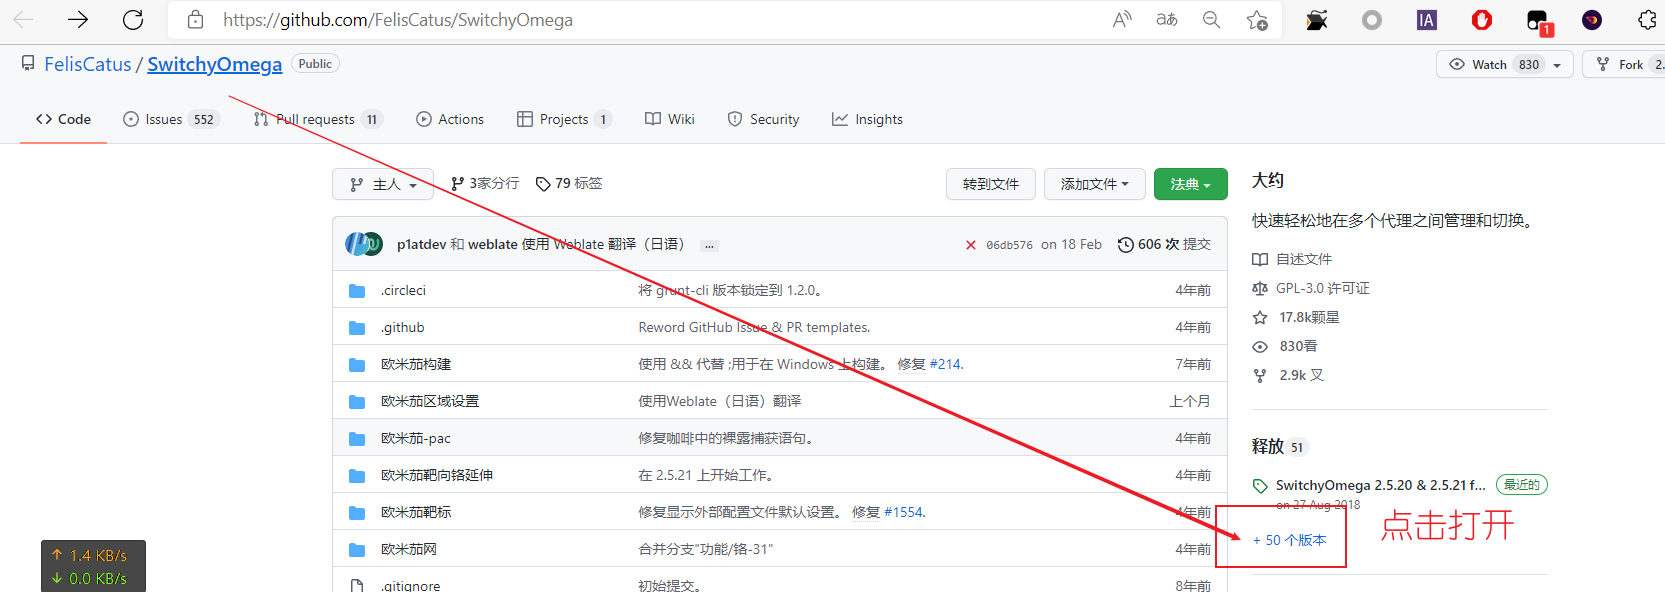 https://github.com/FelisCatus/SwitchyOmega
A あ
IA
1
FelisCatus / SwitchyOmega Public
Watch 830
Fork 2.
Code
Issues 552
Pull requests 11
Actions
Projects 1
Wiki
Security
Insights
主人
3家分行
79 标签
转到文件
添加文件
法典
p1atdev 和 weblate 使用 Weblate 翻译（日语） ...
06db576 on 18 Feb
606 次 提交
.circleci 将 grunt-cli 版本锁定到 1.2.0。 4年前
.github Reword GitHub Issue & PR templates. 4年前
欧米茄构建 使用 && 代替 ;用于在 Windows 上构建。 修复 #214. 7年前
欧米茄区域设置 使用Weblate（日语）翻译 上个月
欧米茄-pac 修复咖啡中的裸露捕获语句。 4年前
欧米茄靶向铬延伸 在 2.5.21 上开始工作。 4年前
欧米茄靶标 修复显示外部配置文件默认设置。 修复 #1554. 4年前
欧米茄网 合并分支"功能/铬-31" 4年前
.gitignore 初始提交。 8年前
大约
快速轻松地在多个代理之间管理和切换。
自述文件
GPL-3.0 许可证
17.8k颗星
830看
2.9k 叉
释放 51
SwitchyOmega 2.5.20 & 2.5.21 f... 最近的
on 27 Aug 2018
+ 50 个版本
点击打开
↑ 1.4 KB/s
↓ 0.0 KB/s